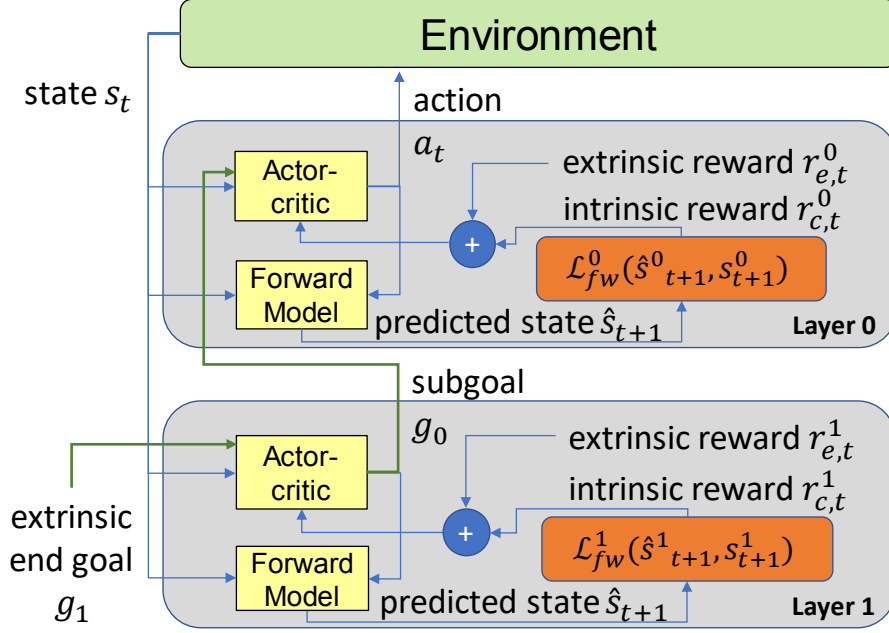 Environment
state s_t
action
a_t
Actor-
critic
extrinsic reward r^0_{e,t}
intrinsic reward r^0_{c,t}
+
Forward
Model
ℒ^0_{fw}(ŝ^0_{t+1}, s^0_{t+1})
predicted state ŝ_{t+1}
Layer 0
subgoal
g_0
Actor-
critic
extrinsic reward r^1_{e,t}
intrinsic reward r^1_{c,t}
+
extrinsic
end goal
g_1
Forward
Model
ℒ^1_{fw}(ŝ^1_{t+1}, s^1_{t+1})
predicted state ŝ_{t+1}
Layer 1